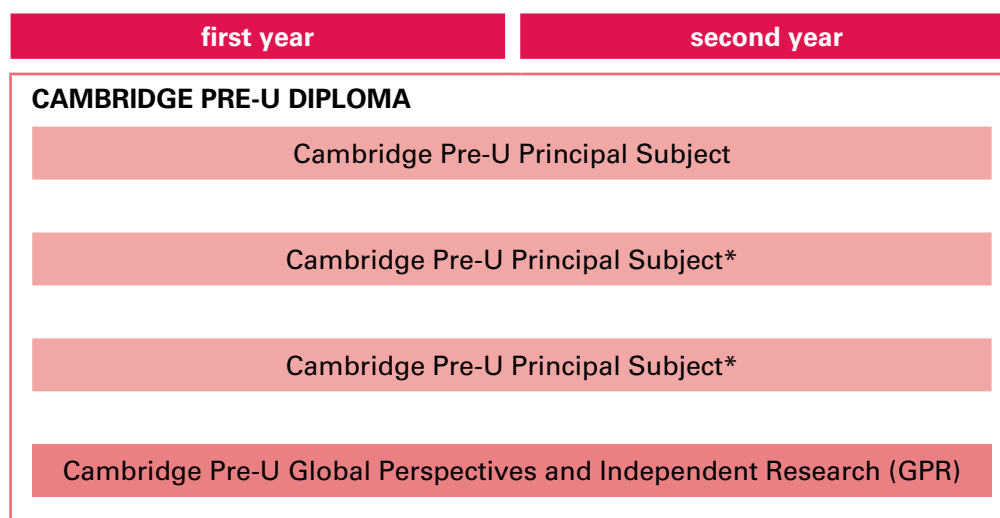 first year
second year
CAMBRIDGE PRE-U DIPLOMA
Cambridge Pre-U Principal Subject
Cambridge Pre-U Principal Subject*
Cambridge Pre-U Principal Subject*
Cambridge Pre-U Global Perspectives and Independent Research (GPR)